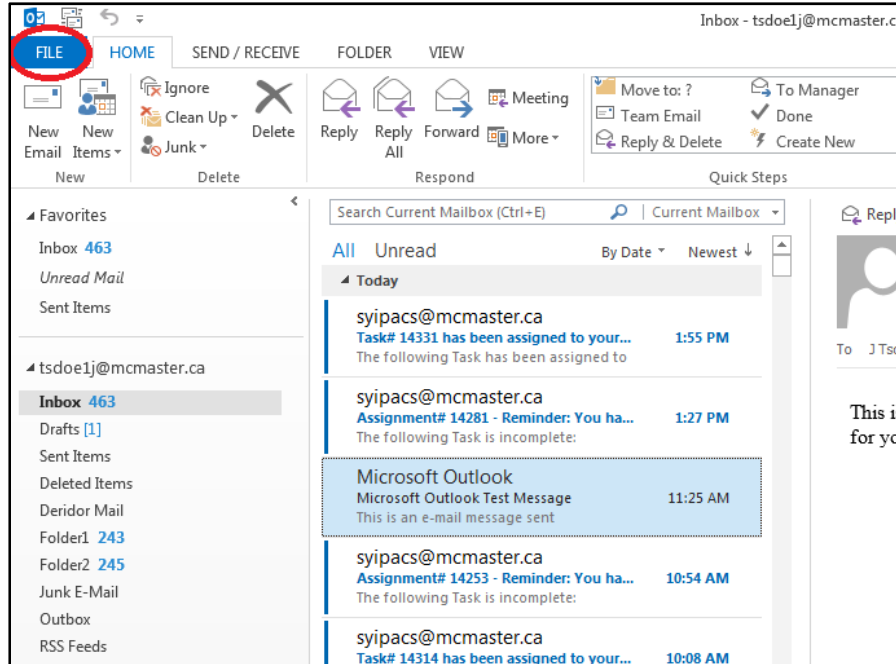 Inbox - tsdoe1j@mcmaster.c
FILE HOME SEND / RECEIVE FOLDER VIEW
New Email
New Items
Ignore
Clean Up
Junk
Delete
Reply
Reply All
Forward
Meeting
More
Move to: ?
Team Email
Reply & Delete
To Manager
Done
Create New
New Delete Respond Quick Steps
Favorites
Inbox 463
Unread Mail
Sent Items
tsdoe1j@mcmaster.ca
Inbox 463
Drafts [1]
Sent Items
Deleted Items
Deridor Mail
Folder1 243
Folder2 245
Junk E-Mail
Outbox
RSS Feeds
Search Current Mailbox (Ctrl+E) Current Mailbox
All Unread By Date Newest ↓
Today
syipacs@mcmaster.ca
Task# 14331 has been assigned to your... 1:55 PM
The following Task has been assigned to
syipacs@mcmaster.ca
Assignment# 14281 - Reminder: You ha... 1:27 PM
The following Task is incomplete:
Microsoft Outlook
Microsoft Outlook Test Message 11:25 AM
This is an e-mail message sent
syipacs@mcmaster.ca
Assignment# 14253 - Reminder: You ha... 10:54 AM
The following Task is incomplete:
syipacs@mcmaster.ca
Task# 14314 has been assigned to your... 10:08 AM
Repl
To J Tsd
This i
for yo